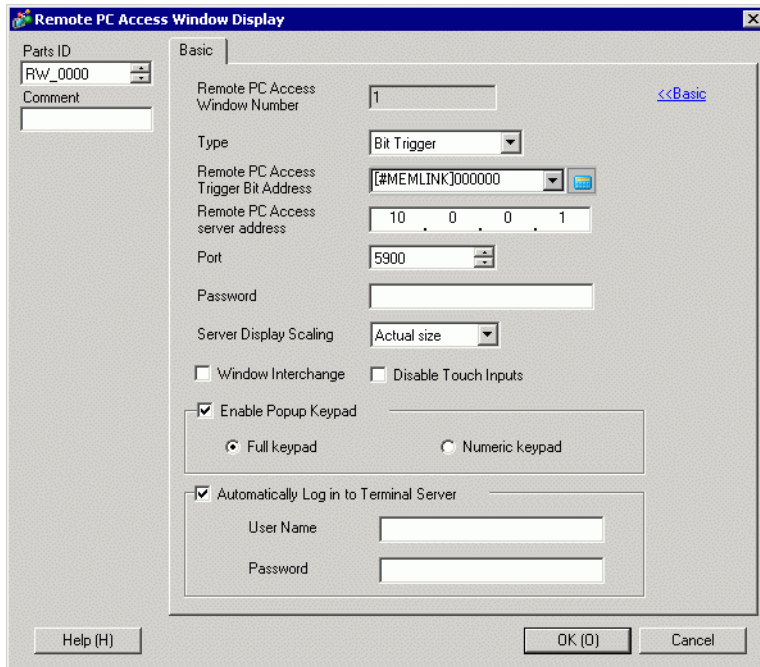 Remote PC Access Window Display
Parts ID
RW_0000
Comment
Basic
Remote PC Access
Window Number
1
<<Basic
Type
Bit Trigger
Remote PC Access
Trigger Bit Address
[#MEMLINK]000000
Remote PC Access
server address
10 . 0 . 0 . 1
Port
5900
Password
Server Display Scaling
Actual size
Window Interchange
Disable Touch Inputs
Enable Popup Keypad
Full keypad
Numeric keypad
Automatically Log in to Terminal Server
User Name
Password
Help (H)
OK (O)
Cancel